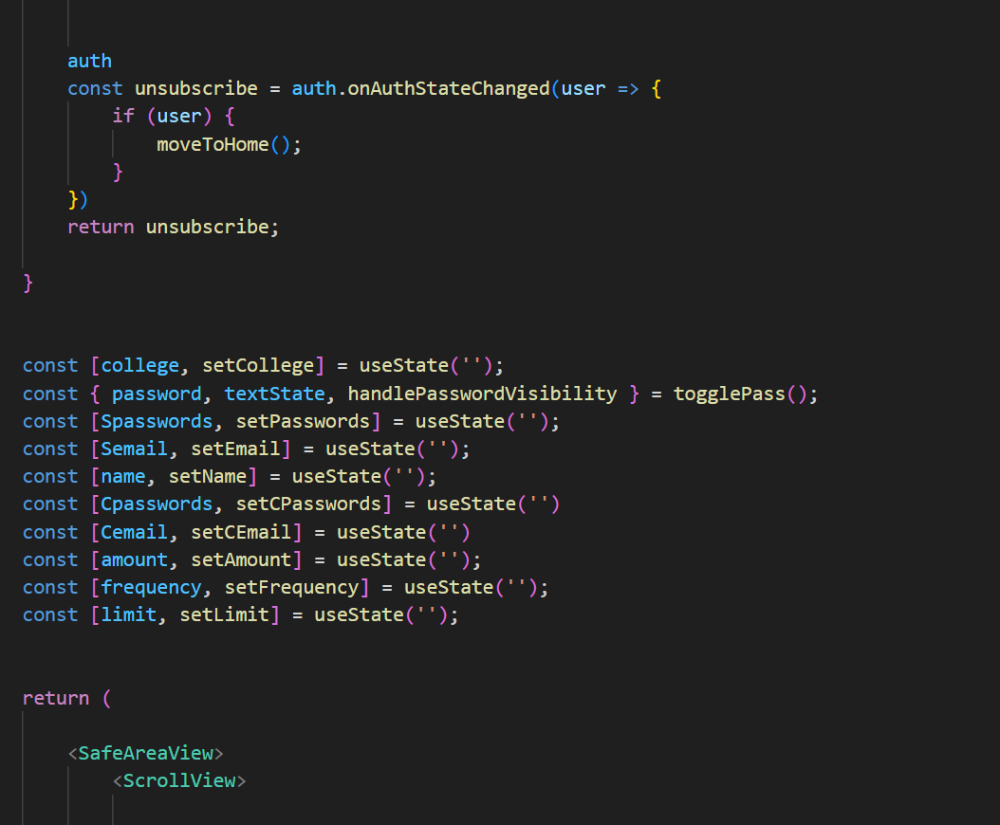 auth
const unsubscribe = auth.onAuthStateChanged(user => {
if (user) {
moveToHome();
}
})
return unsubscribe;
}
const [college, setCollege] = useState('');
const { password, textState, handlePasswordVisibility } = togglePass();
const [Spasswords, setPasswords] = useState('');
const [Semail, setEmail] = useState('');
const [name, setName] = useState('');
const [Cpasswords, setCPasswords] = useState('')
const [Cemail, setCEmail] = useState('')
const [amount, setAmount] = useState('');
const [frequency, setFrequency] = useState('');
const [limit, setLimit] = useState('');
return (
<SafeAreaView>
<ScrollView>